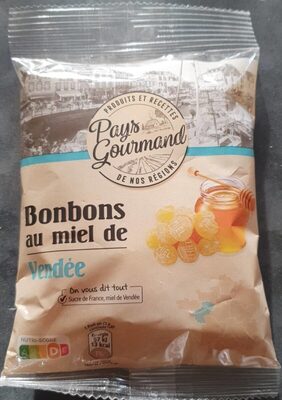 PRODUITS ET RECETTES
Pays
Gourmand
DE NOS RÉGIONS
Bonbons
au miel de
Vendée
On vous dit tout
Sucre de France, miel de Vendée
NUTRI-SCORE